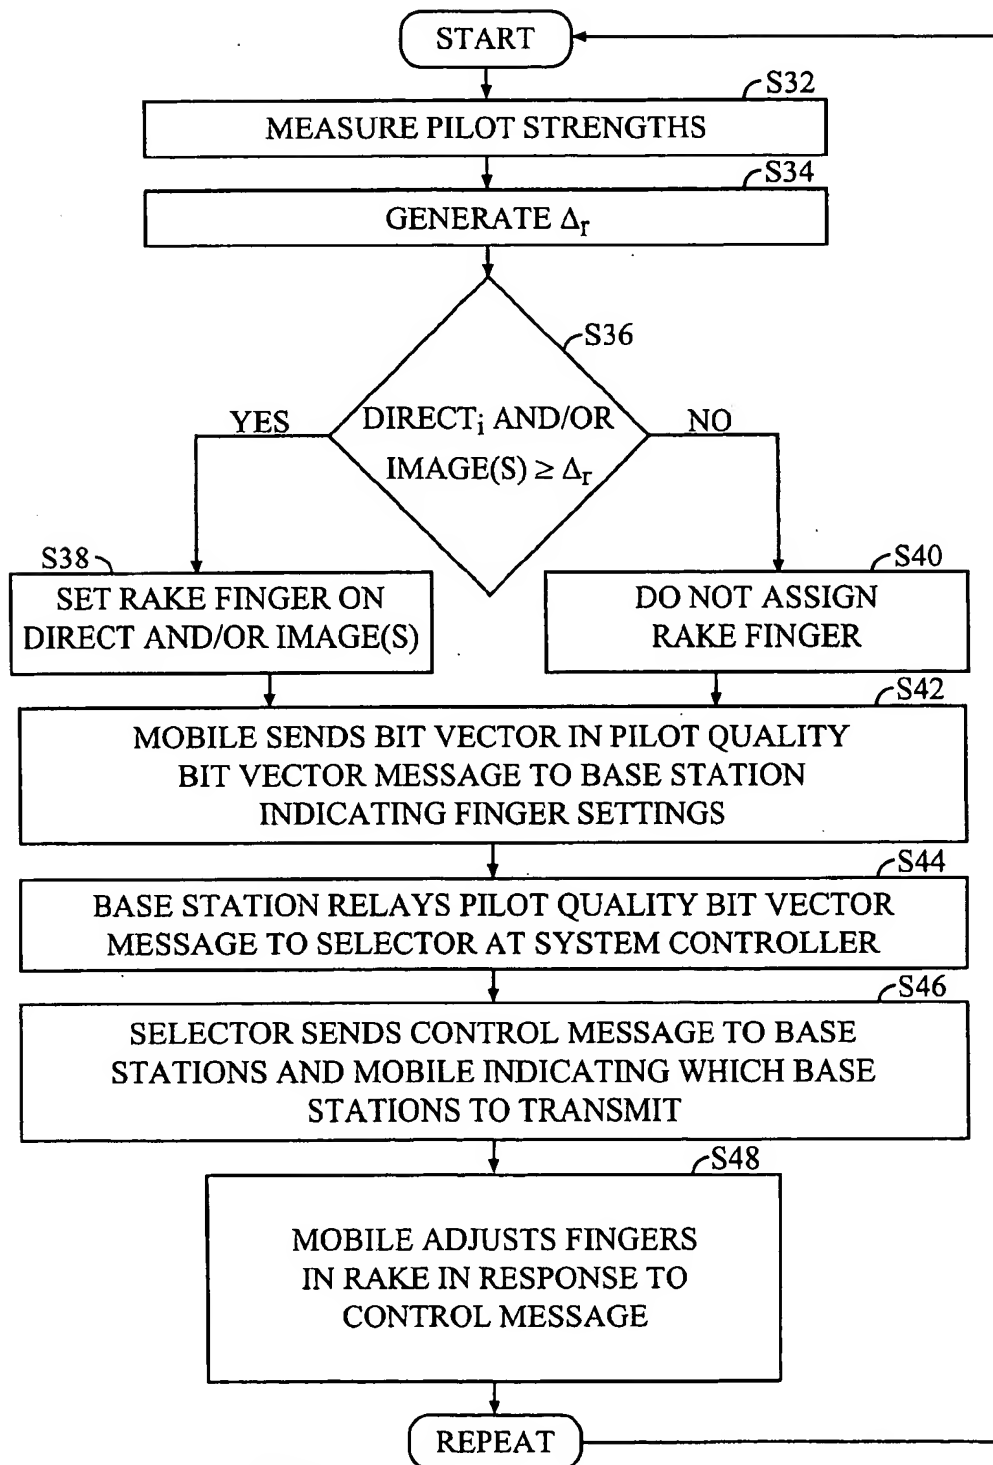 START
S32
MEASURE PILOT STRENGTHS
S34
GENERATE Δr
S36
YES
DIRECTi AND/OR
NO
IMAGE(S) ≥ Δr
S38
S40
SET RAKE FINGER ON
DIRECT AND/OR IMAGE(S)
DO NOT ASSIGN
RAKE FINGER
S42
MOBILE SENDS BIT VECTOR IN PILOT QUALITY
BIT VECTOR MESSAGE TO BASE STATION
INDICATING FINGER SETTINGS
S44
BASE STATION RELAYS PILOT QUALITY BIT VECTOR
MESSAGE TO SELECTOR AT SYSTEM CONTROLLER
S46
SELECTOR SENDS CONTROL MESSAGE TO BASE
STATIONS AND MOBILE INDICATING WHICH BASE
STATIONS TO TRANSMIT
S48
MOBILE ADJUSTS FINGERS
IN RAKE IN RESPONSE TO
CONTROL MESSAGE
REPEAT